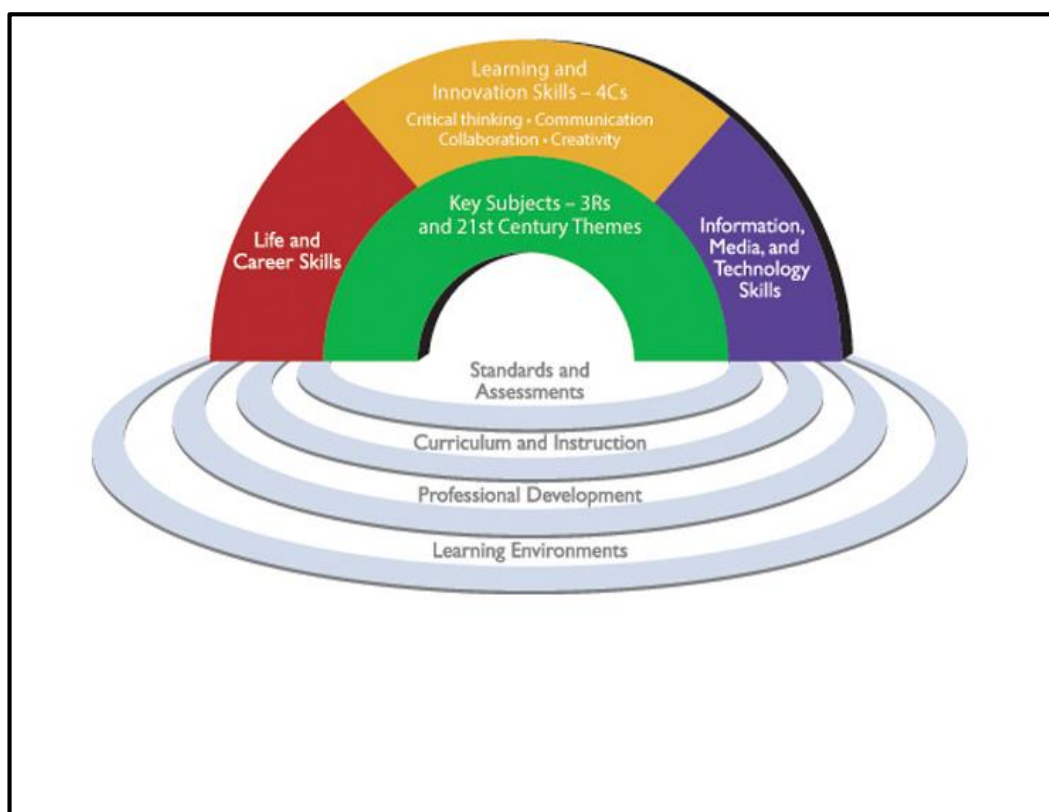 Learning and
Innovation Skills – 4Cs
Critical thinking • Communication
Collaboration • Creativity
Key Subjects – 3Rs
and 21st Century Themes
Life and
Career Skills
Information,
Media, and
Technology
Skills
Standards and
Assessments
Curriculum and Instruction
Professional Development
Learning Environments